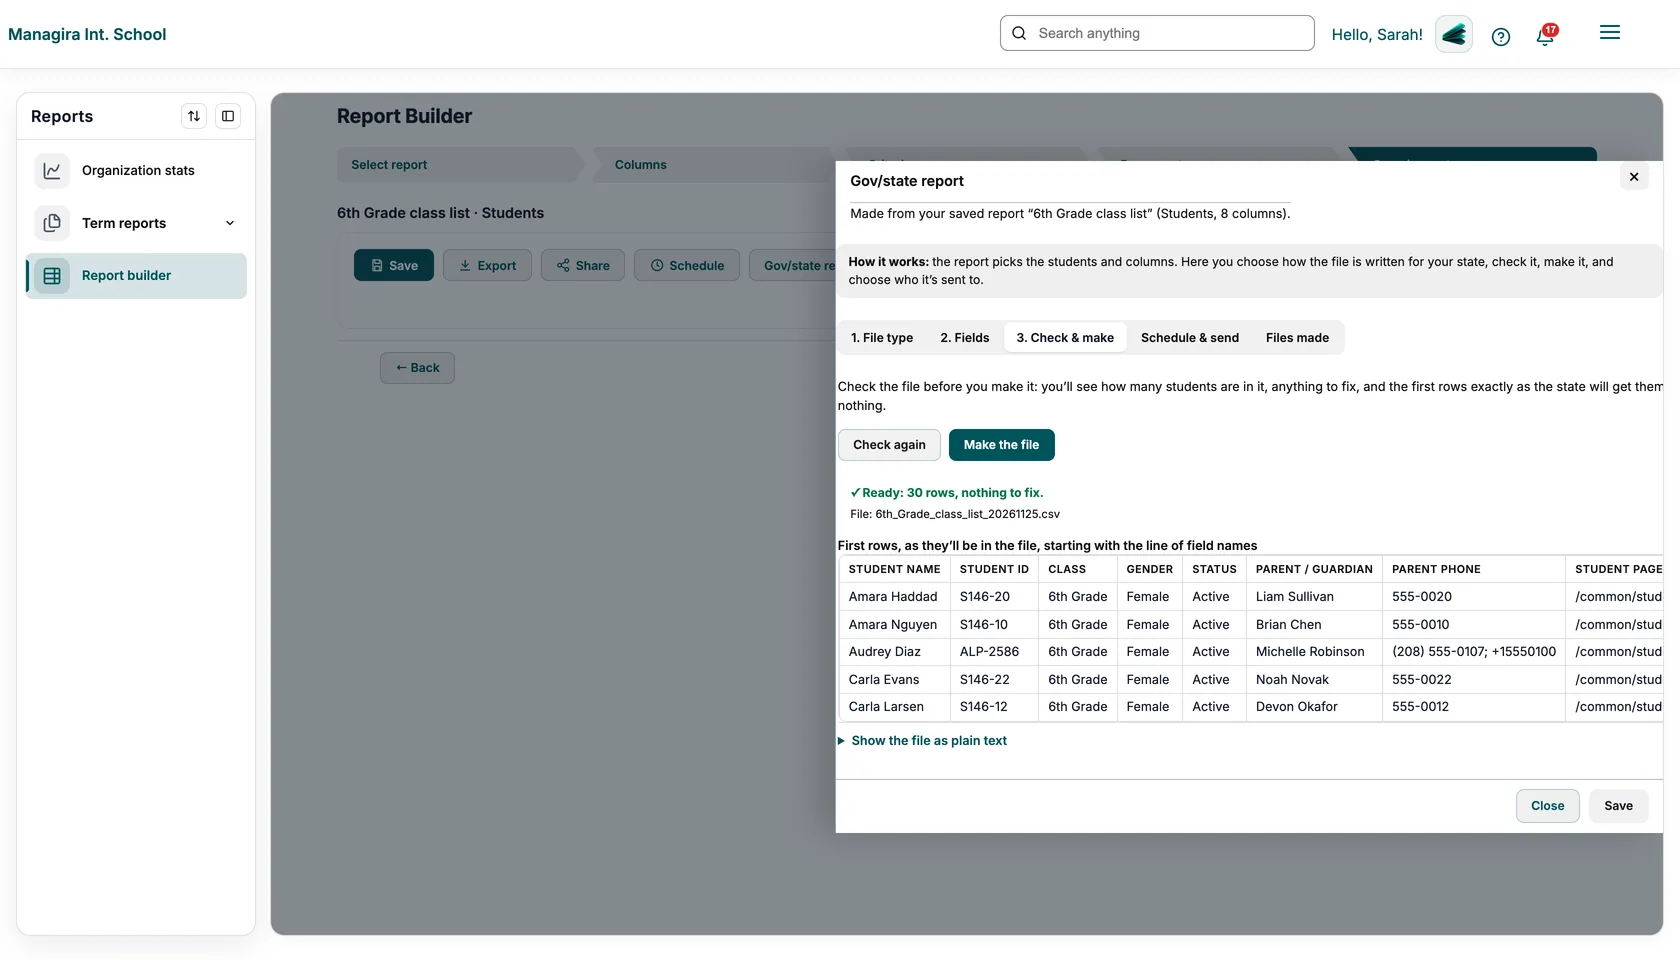 Managira Int. School
Search anything
Hello, Sarah!
17
Reports
Organization stats
Term reports
Report builder
Report Builder
Select report
Columns
6th Grade class list · Students
Save
Export
Share
Schedule
Gov/state re
← Back
Gov/state report
Made from your saved report “6th Grade class list” (Students, 8 columns).
How it works: the report picks the students and columns. Here you choose how the file is written for your state, check it, make it, and
choose who it’s sent to.
1. File type
2. Fields
3. Check & make
Schedule & send
Files made
Check the file before you make it: you’ll see how many students are in it, anything to fix, and the first rows exactly as the state will get them
nothing.
Check again
Make the file
✓ Ready: 30 rows, nothing to fix.
File: 6th_Grade_class_list_20261125.csv
First rows, as they’ll be in the file, starting with the line of field names
STUDENT NAME STUDENT ID CLASS GENDER STATUS PARENT / GUARDIAN PARENT PHONE STUDENT PAGE
Amara Haddad S146-20 6th Grade Female Active Liam Sullivan 555-0020 /common/stud
Amara Nguyen S146-10 6th Grade Female Active Brian Chen 555-0010 /common/stud
Audrey Diaz ALP-2586 6th Grade Female Active Michelle Robinson (208) 555-0107; +15550100 /common/stud
Carla Evans S146-22 6th Grade Female Active Noah Novak 555-0022 /common/stud
Carla Larsen S146-12 6th Grade Female Active Devon Okafor 555-0012 /common/stud
Show the file as plain text
Close
Save